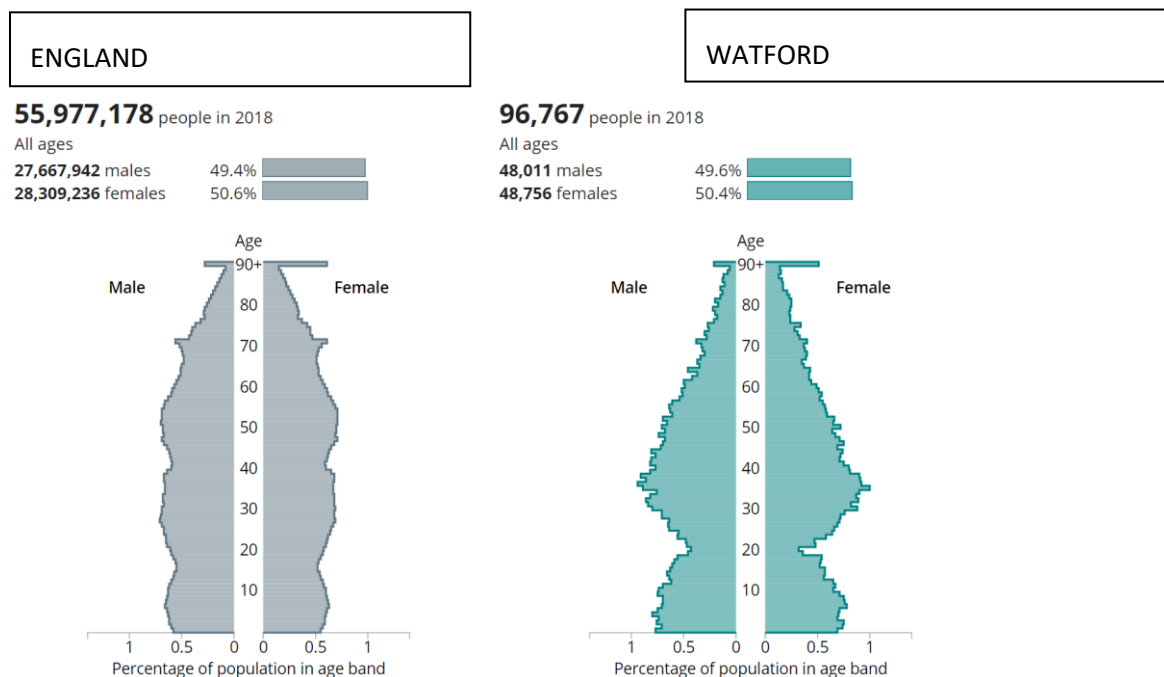 ENGLAND
55,977,178 people in 2018
All ages
27,667,942 males 49.4%
28,309,236 females 50.6%
Age
90+
Male
Female
80
70
60
50
40
30
20
10
1 0.5 0 0 0.5 1
Percentage of population in age band
WATFORD
96,767 people in 2018
All ages
48,011 males 49.6%
48,756 females 50.4%
Age
90+
Male
Female
80
70
60
50
40
30
20
10
1 0.5 0 0 0.5 1
Percentage of population in age band